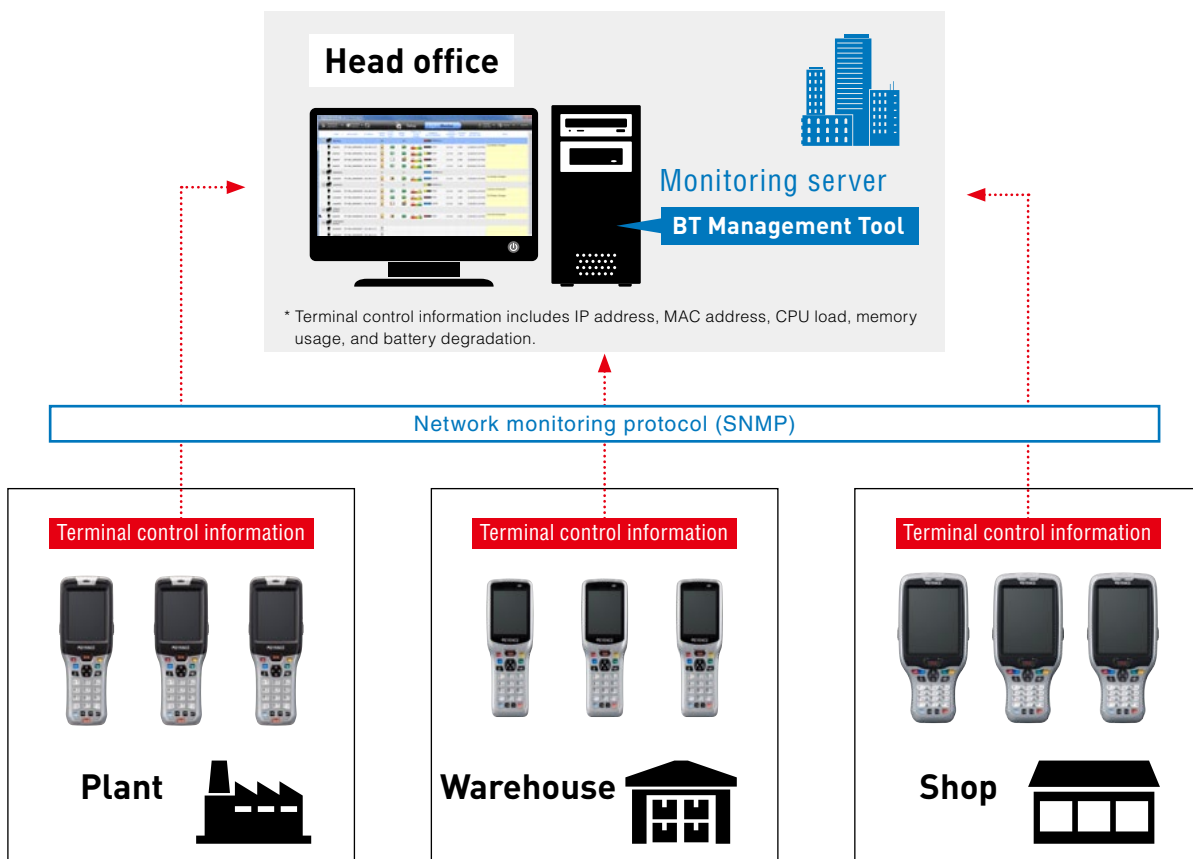 Head office
Monitoring server
BT Management Tool
* Terminal control information includes IP address, MAC address, CPU load, memory
usage, and battery degradation.
Network monitoring protocol (SNMP)
Terminal control information
Terminal control information
Terminal control information
Plant
Warehouse
Shop